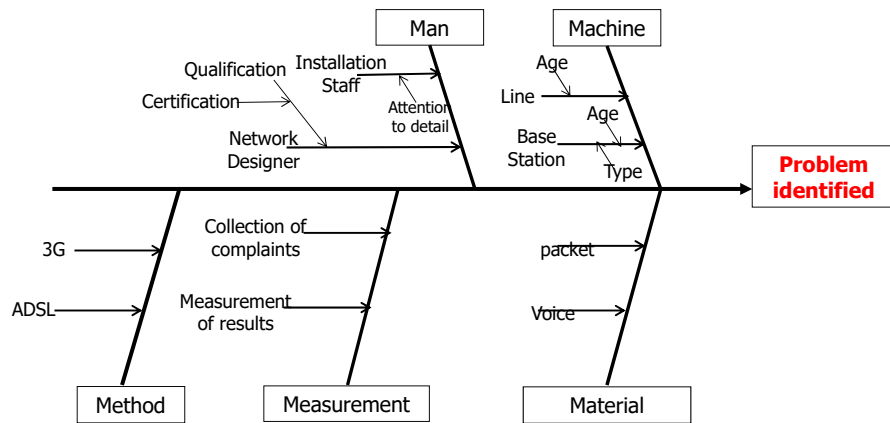 Man
Machine
Qualification
Certification
Installation
Staff
Attention
to detail
Network
Designer
Age
Line
Age
Base
Station
Type
Problem
identified
3G
ADSL
Collection of
complaints
Measurement
of results
packet
Voice
Method
Measurement
Material